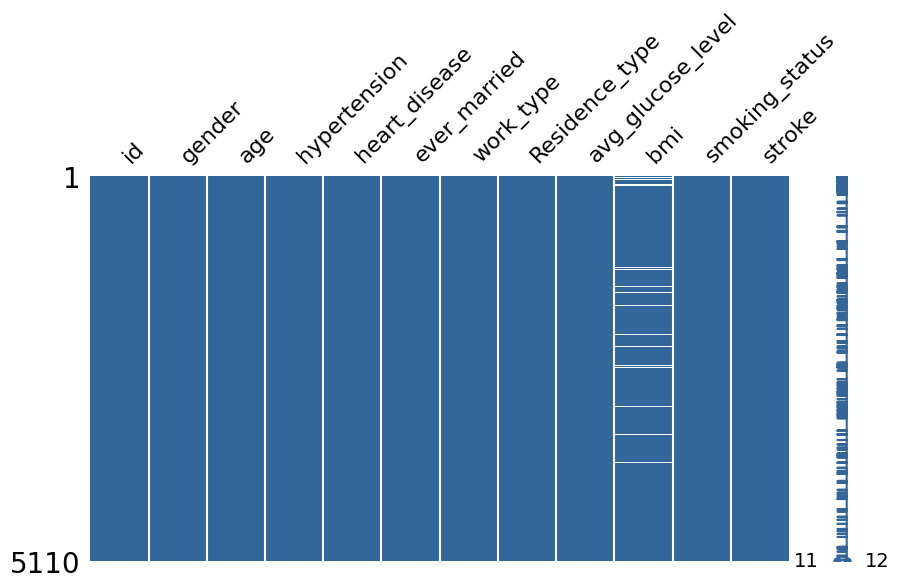 id
gender
age
hypertension
heart_disease
ever_married
work_type
Residence_type
avg_glucose_level
bmi
smoking_status
stroke
1
5110
11
12